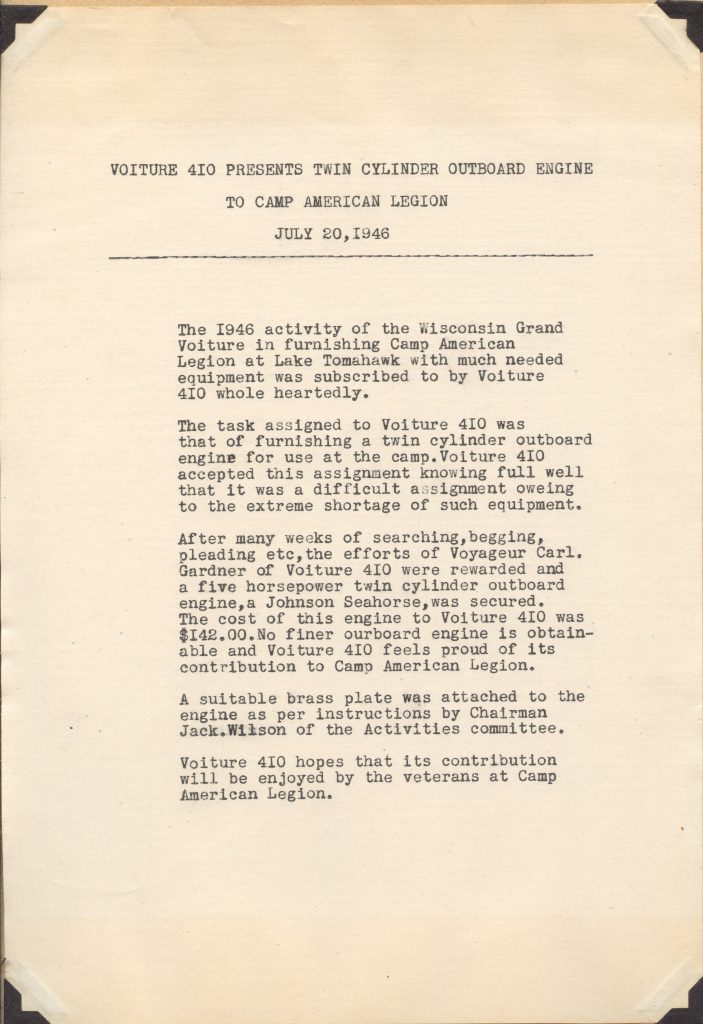 VOITURE 4IO PRESENTS TWIN CYLINDER OUTBOARD ENGINE
TO CAMP AMERICAN LEGION
JULY 20,I946
The I946 activity of the Wisconsin Grand
Voiture in furnishing Camp American
Legion at Lake Tomahawk with much needed
equipment was subscribed to by Voiture
4IO whole heartedly.
The task assigned to Voiture 4IO was
that of furnishing a twin cylinder outboard
engine for use at the camp.Voiture 4IO
accepted this assignment knowing full well
that it was a difficult assignment oweing
to the extreme shortage of such equipment.
After many weeks of searching,begging,
pleading etc,the efforts of Voyageur Carl.
Gardner of Voiture 4IO were rewarded and
a five horsepower twin cylinder outboard
engine,a Johnson Seahorse,was secured.
The cost of this engine to Voiture 4IO was
$I42.00.No finer ourboard engine is obtain-
able and Voiture 4IO feels proud of its
contribution to Camp American Legion.
A suitable brass plate was attached to the
engine as per instructions by Chairman
Jack.Wilson of the Activities committee.
Voiture 4IO hopes that its contribution
will be enjoyed by the veterans at Camp
American Legion.